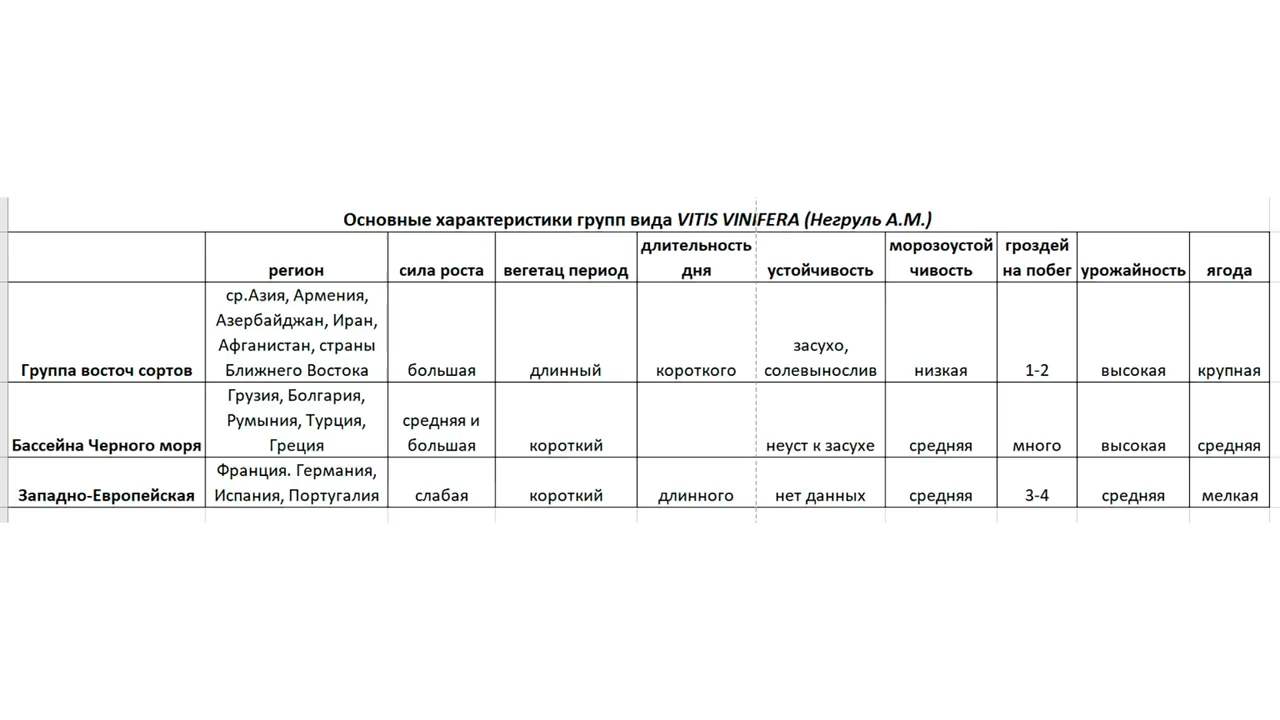 Основные характеристики групп вида VITIS VINIFERA (Негруль А.М.)
регион сила роста вегетац период длительность дня устойчивость морозоустой чивость гроздей на побег урожайность ягода
Группа восточ сортов ср.Азия, Армения, Азербайджан, Иран, Афганистан, страны Ближнего Востока большая длинный короткого засухо, солевынослив низкая 1-2 высокая крупная
Бассейна Черного моря Грузия, Болгария, Румыния, Турция, Греция средняя и большая короткий неуст к засухе средняя много высокая средняя
Западно-Европейская Франция. Германия, Испания, Португалия слабая короткий длинного нет данных средняя 3-4 средняя мелкая